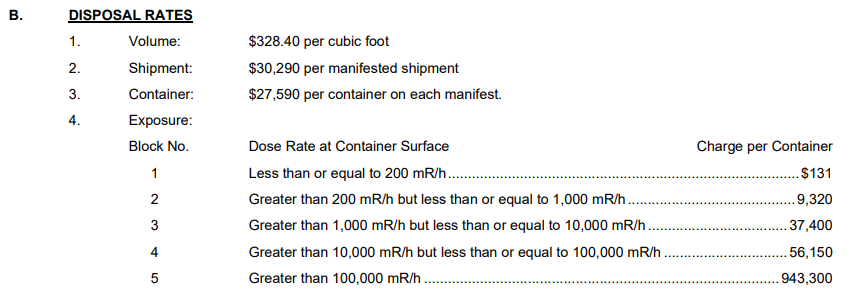 B. DISPOSAL RATES
1. Volume: $328.40 per cubic foot
2. Shipment: $30,290 per manifested shipment
3. Container: $27,590 per container on each manifest.
4. Exposure:
Block No. Dose Rate at Container Surface Charge per Container
1 Less than or equal to 200 mR/h $131
2 Greater than 200 mR/h but less than or equal to 1,000 mR/h 9,320
3 Greater than 1,000 mR/h but less than or equal to 10,000 mR/h 37,400
4 Greater than 10,000 mR/h but less than or equal to 100,000 mR/h 56,150
5 Greater than 100,000 mR/h 943,300